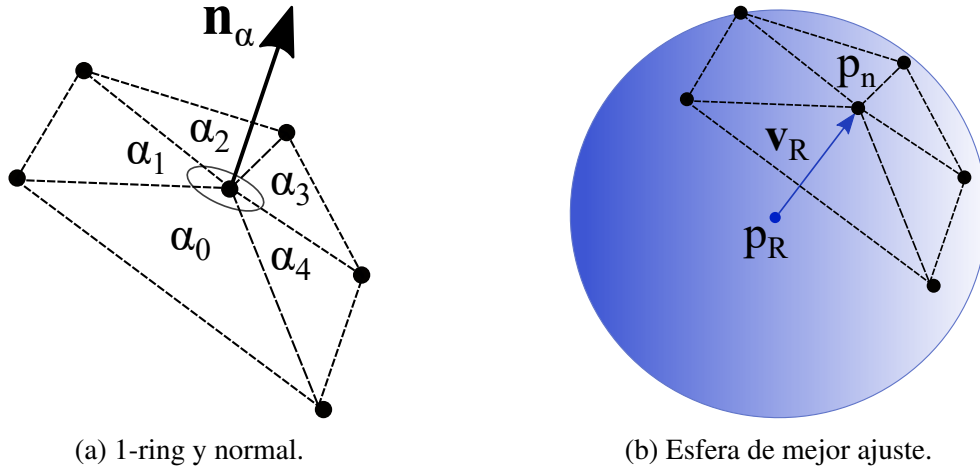 n_α
α_2
α_1
α_3
α_0
α_4
(a) 1-ring y normal.
p_n
v_R
p_R
(b) Esfera de mejor ajuste.